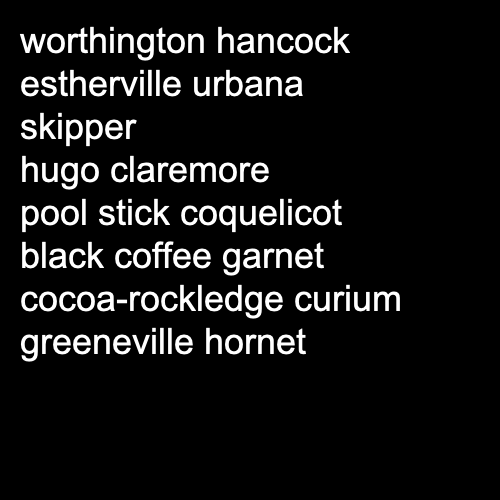 worthington hancock
estherville urbana
skipper
hugo claremore
pool stick coquelicot
black coffee garnet
cocoa-rockledge curium
greeneville hornet